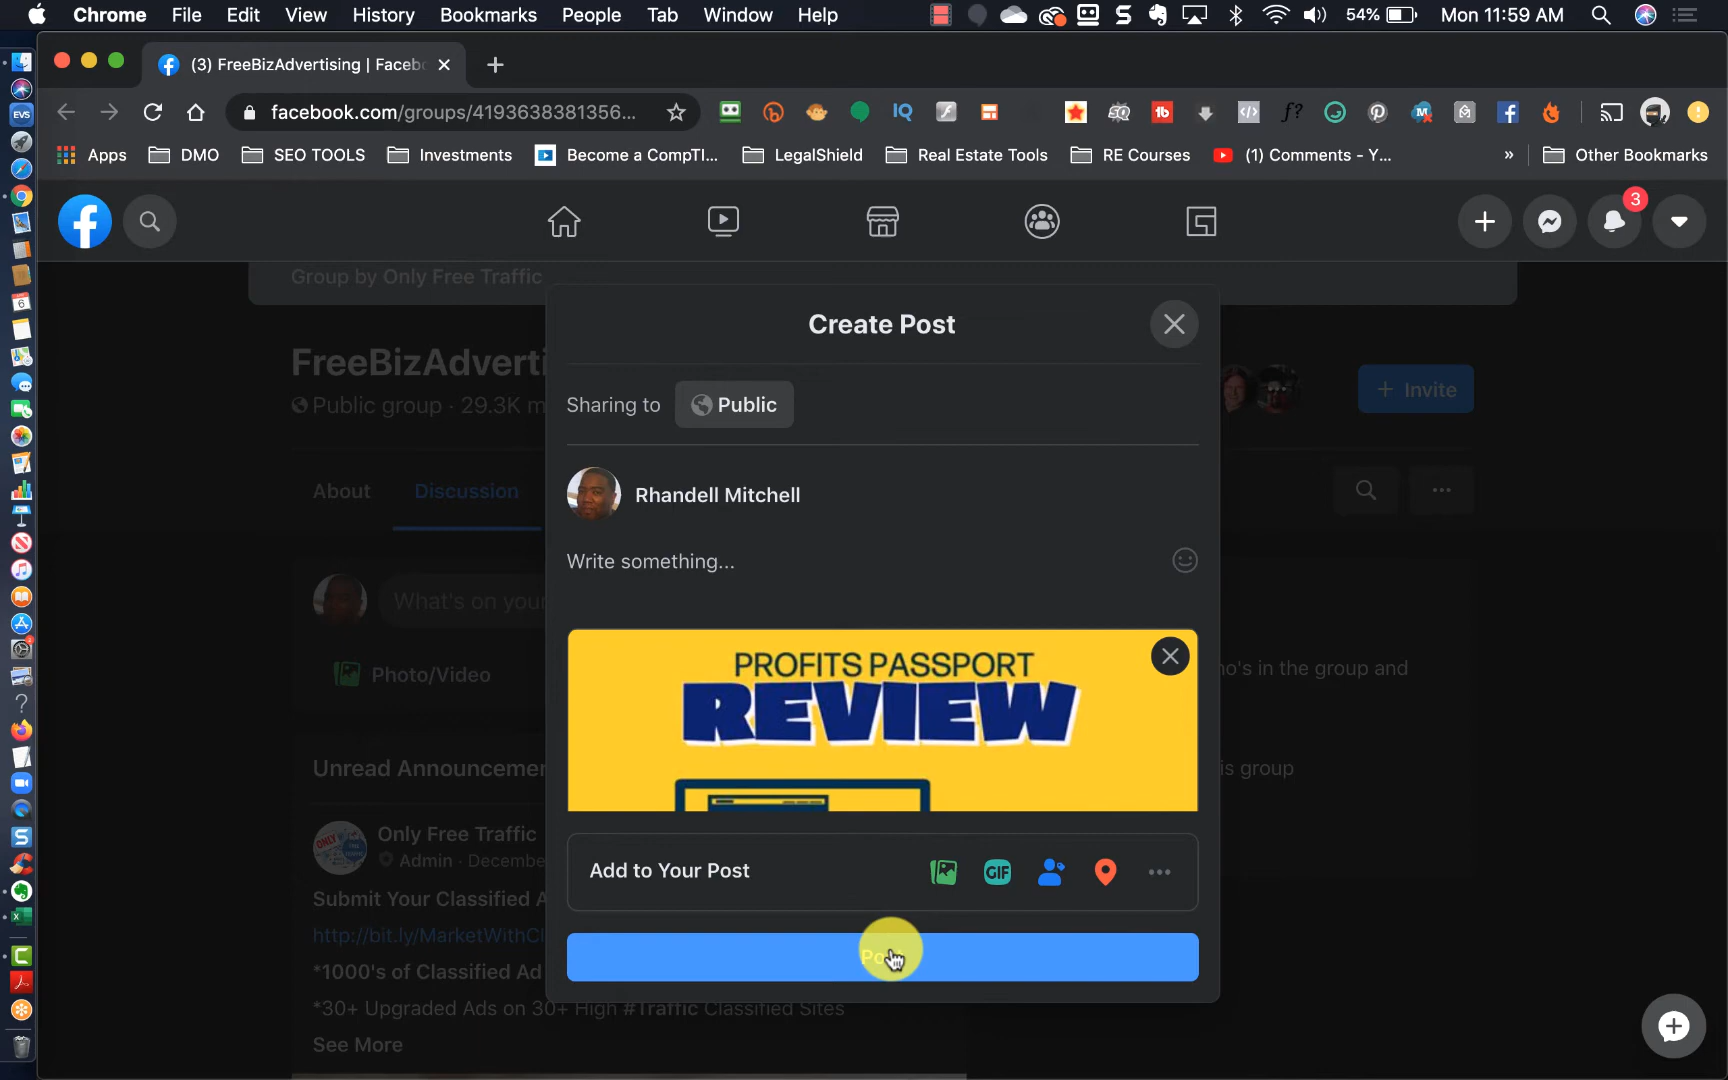 Chrome File Edit View History Bookmarks People Tab Window Help 54% Mon 11:59 AM
(3) FreeBizAdvertising | Faceb
facebook.com/groups/4193638381356...
Apps DMO SEO TOOLS Investments Become a CompTI... LegalShield Real Estate Tools RE Courses (1) Comments - Y... » Other Bookmarks
3
Group by Only Free Traffic
Create Post
FreeBizAdverti
Public group · 29.3K m
Sharing to Public
+ Invite
About Discussion
Rhandell Mitchell
Write something...
What's on your
Photo/Video
PROFITS PASSPORT
REVIEW
o's in the group and
Unread Announcemen
is group
Only Free Traffic
Admin · Decembe
Add to Your Post
GIF
Submit Your Classified A
http://bit.ly/MarketWithCl
Post
*1000's of Classified Ad
*30+ Upgraded Ads on 30+ High #Traffic Classified Sites
See More